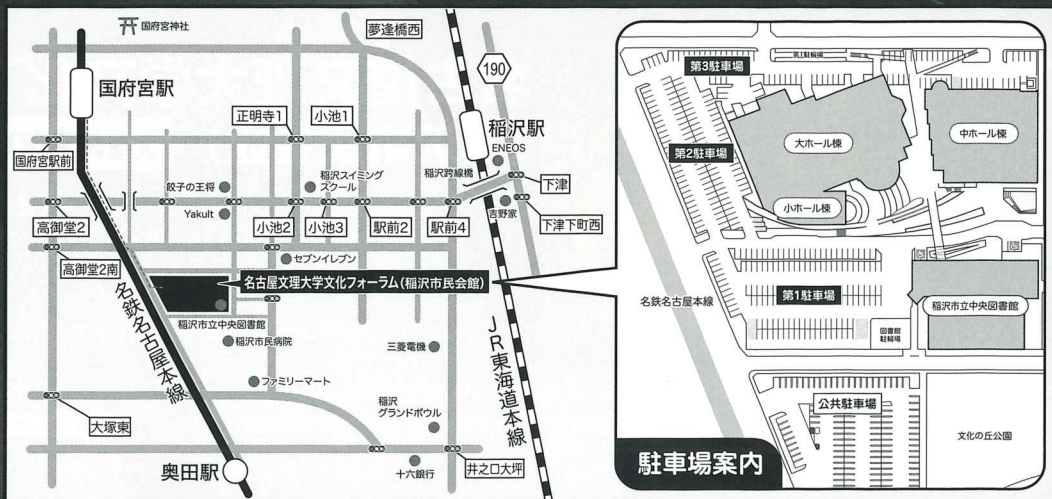 国府宮神社
夢逢橋西
190
国府宮駅
正明寺1
小池1
稲沢駅
ENEOS
国府宮駅前
餃子の王将
稲沢スイミング
スクール
稲沢跨線橋
下津
Yakult
吉野家
高御堂2
小池2
小池3
駅前2
駅前4
下津下町西
セブンイレブン
高御堂2南
名古屋文理大学文化フォーラム(稲沢市民会館)
稲沢市立中央図書館
稲沢市民病院
三菱電機
名鉄名古屋本線
JR東海道本線
ファミリーマート
稲沢
グランドボウル
大塚東
奥田駅
十六銀行
井之口大坪
第1駐輪場
第3駐車場
大ホール棟
中ホール棟
第2駐車場
小ホール棟
名鉄名古屋本線
第1駐車場
稲沢市立中央図書館
図書館
駐輪場
公共駐車場
文化の丘公園
駐車場案内